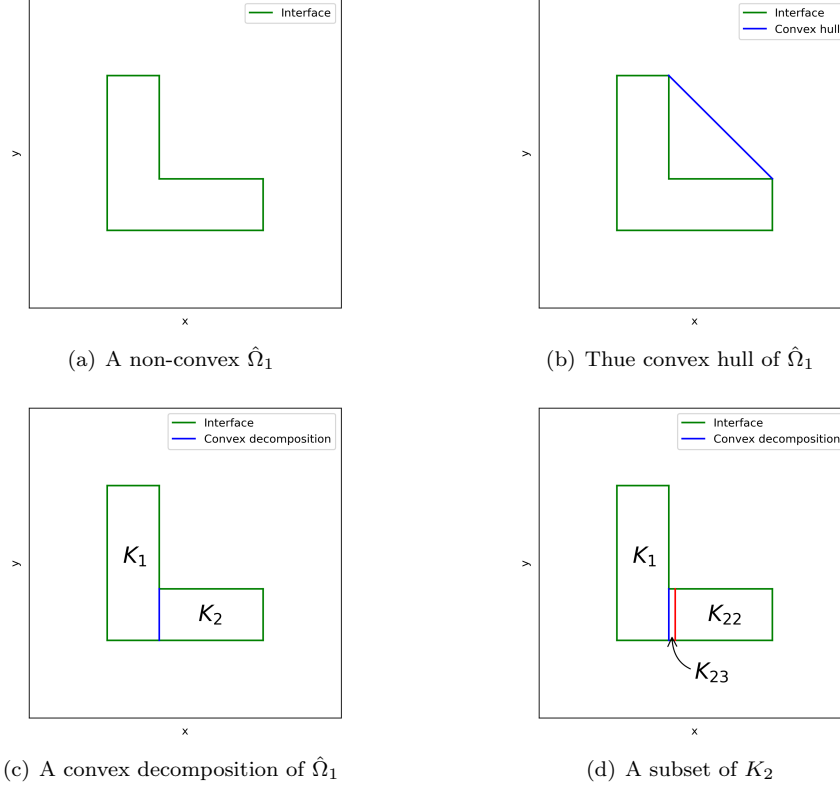 Interface
y
x
(a) A non-convex Ω̂₁
Interface
Convex hull
y
x
(b) Thue convex hull of Ω̂₁
Interface
Convex decomposition
y
K₁
K₂
x
(c) A convex decomposition of Ω̂₁
Interface
Convex decomposition
y
K₁
K₂₂
K₂₃
x
(d) A subset of K₂